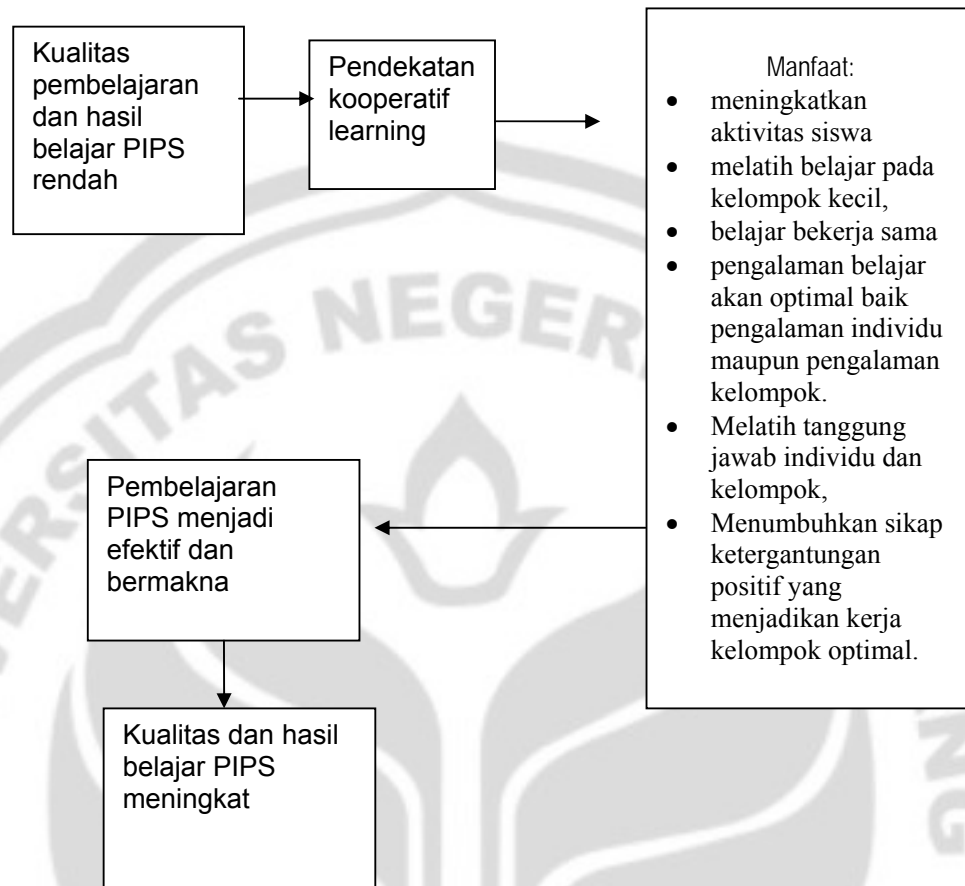 Kualitas
pembelajaran
dan hasil
belajar PIPS
rendah
Pendekatan
kooperatif
learning
Manfaat:
• meningkatkan
aktivitas siswa
• melatih belajar pada
kelompok kecil,
• belajar bekerja sama
• pengalaman belajar
akan optimal baik
pengalaman individu
maupun pengalaman
kelompok.
• Melatih tanggung
jawab individu dan
kelompok,
• Menumbuhkan sikap
ketergantungan
positif yang
menjadikan kerja
kelompok optimal.
Pembelajaran
PIPS menjadi
efektif dan
bermakna
Kualitas dan hasil
belajar PIPS
meningkat
ERSITAS NEGER
NG